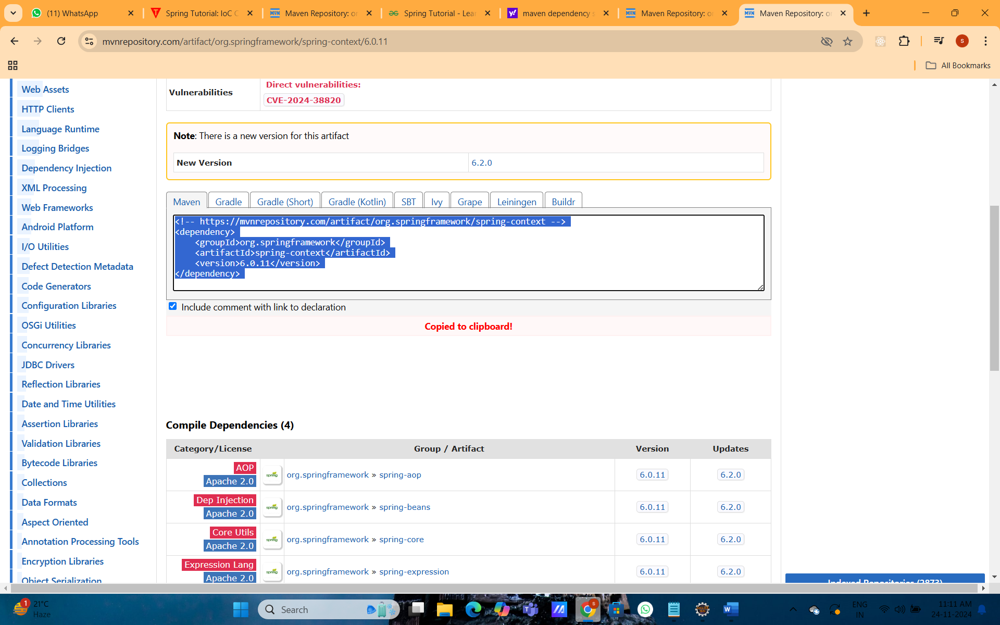 (11) WhatsApp
Spring Tutorial: IoC C
Maven Repository: or
Spring Tutorial - Lear
maven dependency s
Maven Repository: or
Maven Repository: or
mvnrepository.com/artifact/org.springframework/spring-context/6.0.11
S
All Bookmarks
Web Assets
HTTP Clients
Language Runtime
Logging Bridges
Dependency Injection
XML Processing
Web Frameworks
Android Platform
I/O Utilities
Defect Detection Metadata
Code Generators
Configuration Libraries
OSGi Utilities
Concurrency Libraries
JDBC Drivers
Reflection Libraries
Date and Time Utilities
Assertion Libraries
Validation Libraries
Bytecode Libraries
Collections
Data Formats
Aspect Oriented
Annotation Processing Tools
Encryption Libraries
Object Serialization
Vulnerabilities
Direct vulnerabilities:
CVE-2024-38820
Note: There is a new version for this artifact
New Version 6.2.0
Maven Gradle Gradle (Short) Gradle (Kotlin) SBT Ivy Grape Leiningen Buildr
<!-- https://mvnrepository.com/artifact/org.springframework/spring-context -->
<dependency>
    <groupId>org.springframework</groupId>
    <artifactId>spring-context</artifactId>
    <version>6.0.11</version>
</dependency>
Include comment with link to declaration
Copied to clipboard!
Compile Dependencies (4)
Category/License Group / Artifact Version Updates
AOP
Apache 2.0
spring
org.springframework » spring-aop 6.0.11 6.2.0
Dep Injection
Apache 2.0
spring
org.springframework » spring-beans 6.0.11 6.2.0
Core Utils
Apache 2.0
spring
org.springframework » spring-core 6.0.11 6.2.0
Expression Lang
Apache 2.0
spring
org.springframework » spring-expression 6.0.11 6.2.0
Indexed Repositories (2873)
1
21°C
Haze
Search
ENG
IN
11:11 AM
24-11-2024